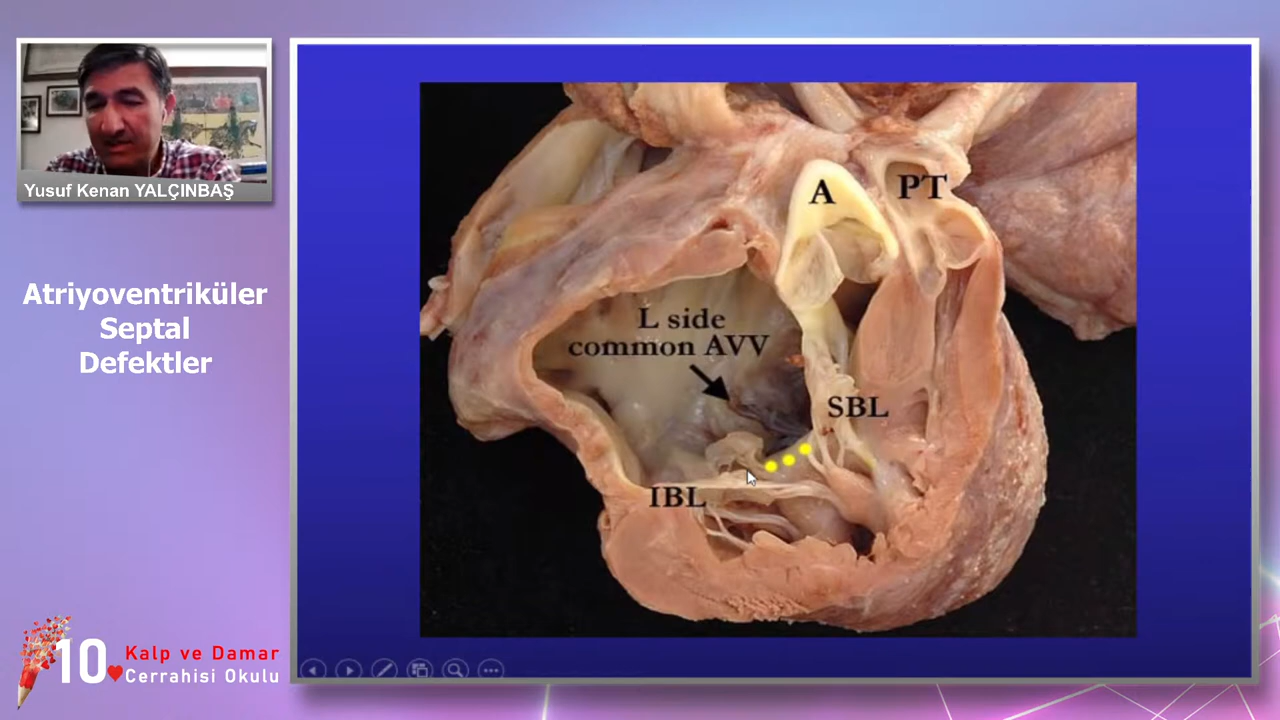 Yusuf Kenan YALÇINBAŞ
Atriyoventriküler
Septal
Defektler
10
Kalp ve Damar
Cerrahisi Okulu
A
PT
L side
common AVV
SBL
IBL